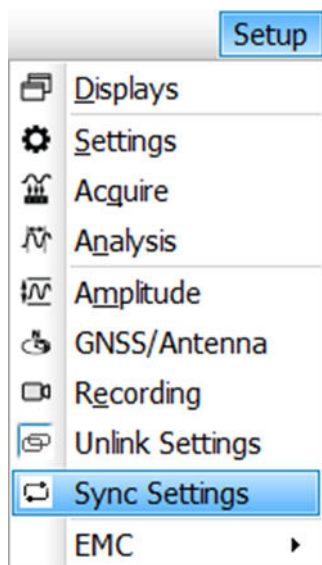 Setup
Displays
Settings
Acquire
Analysis
Amplitude
GNSS/Antenna
Recording
Unlink Settings
Sync Settings
EMC